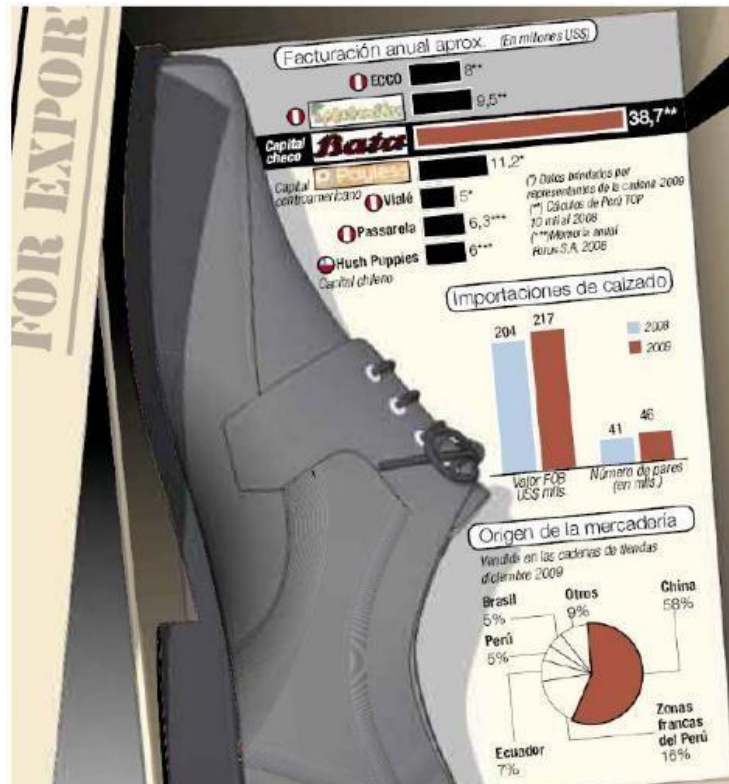 FOR EXPORT
Facturación anual aprox. (En millones US$)
ECCO 8**
9,5**
Capital checo Bata 38,7**
Payless 11,2*
Capital centroamericano
Vialé 5*
Passarela 6,3***
Hush Puppies 6***
Capital chileno
(*) Datos brindados por
representantes de la cadena 2009
(**) Cálculos de Perú TOP
10 mil al 2008
(***)Memoria anual
Forus S.A, 2008
Importaciones de calzado
204 217
2008
2009
41 46
Valor FOB
US$ mlls.
Número de pares
(en mlls.)
Origen de la mercadería
Vendida en las cadenas de tiendas
diciembre 2009
Brasil
5%
Otros
9%
China
58%
Perú
5%
Ecuador
7%
Zonas
francas
del Perú
16%